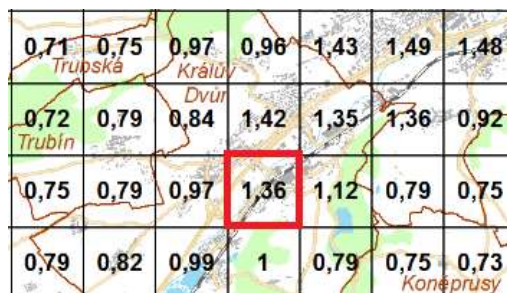 0,71 0,75 0,97 0,96 1,43 1,49 1,48
Trubská Králův
Dvůr
0,72 0,79 0,84 1,42 1,35 1,36 0,92
Trubín
0,75 0,79 0,97 1,36 1,12 0,79 0,75
0,79 0,82 0,99 1 0,79 0,75 0,73
Koněprusy